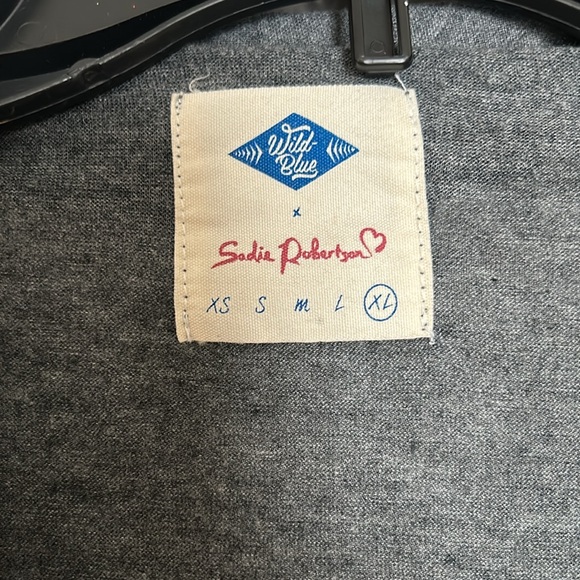 Wild-
Blue
x
Sadie Robertson
XS S M L XL